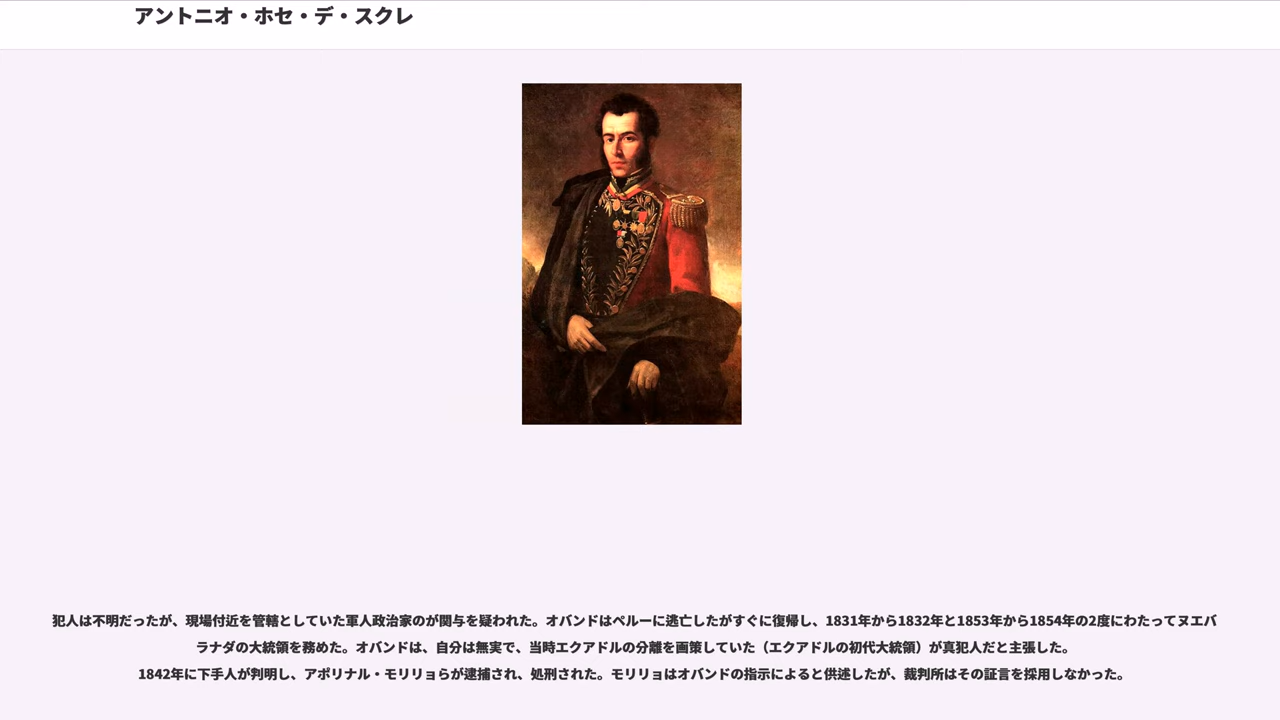 アントニオ・ホセ・デ・スクレ
犯人は不明だったが、現場付近を管轄としていた軍人政治家のが関与を疑われた。オバンドはペルーに逃亡したがすぐに復帰し、1831年から1832年と1853年から1854年の2度にわたってヌエバ
ラナダの大統領を務めた。オバンドは、自分は無実で、当時エクアドルの分離を画策していた（エクアドルの初代大統領）が真犯人だと主張した。
1842年に下手人が判明し、アポリナル・モリリョらが逮捕され、処刑された。モリリョはオバンドの指示によると供述したが、裁判所はその証言を採用しなかった。